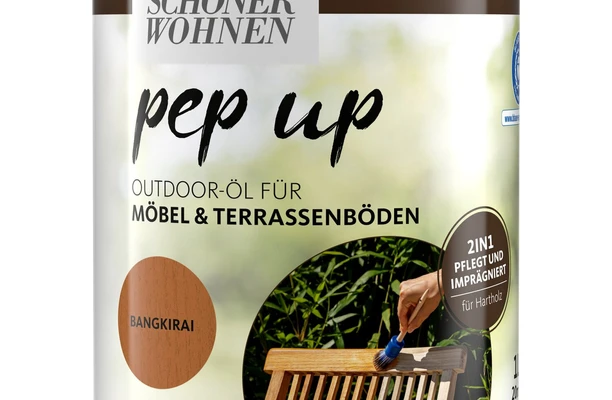 SCHÖNER
WOHNEN
pep up
OUTDOOR-ÖL FÜR
MÖBEL & TERRASSENBÖDEN
2IN1
PFLEGT UND
IMPRÄGNIERT
für Hartholz
BANGKIRAI